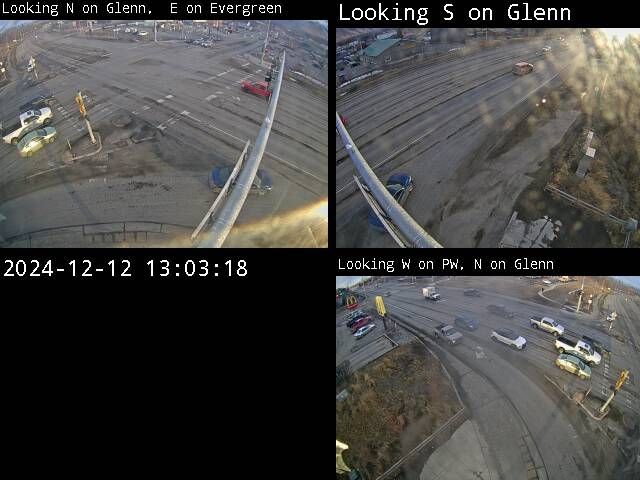 Looking N on Glenn,  E on Evergreen
Looking S on Glenn
2024-12-12 13:03:18
Looking W on PW, N on Glenn